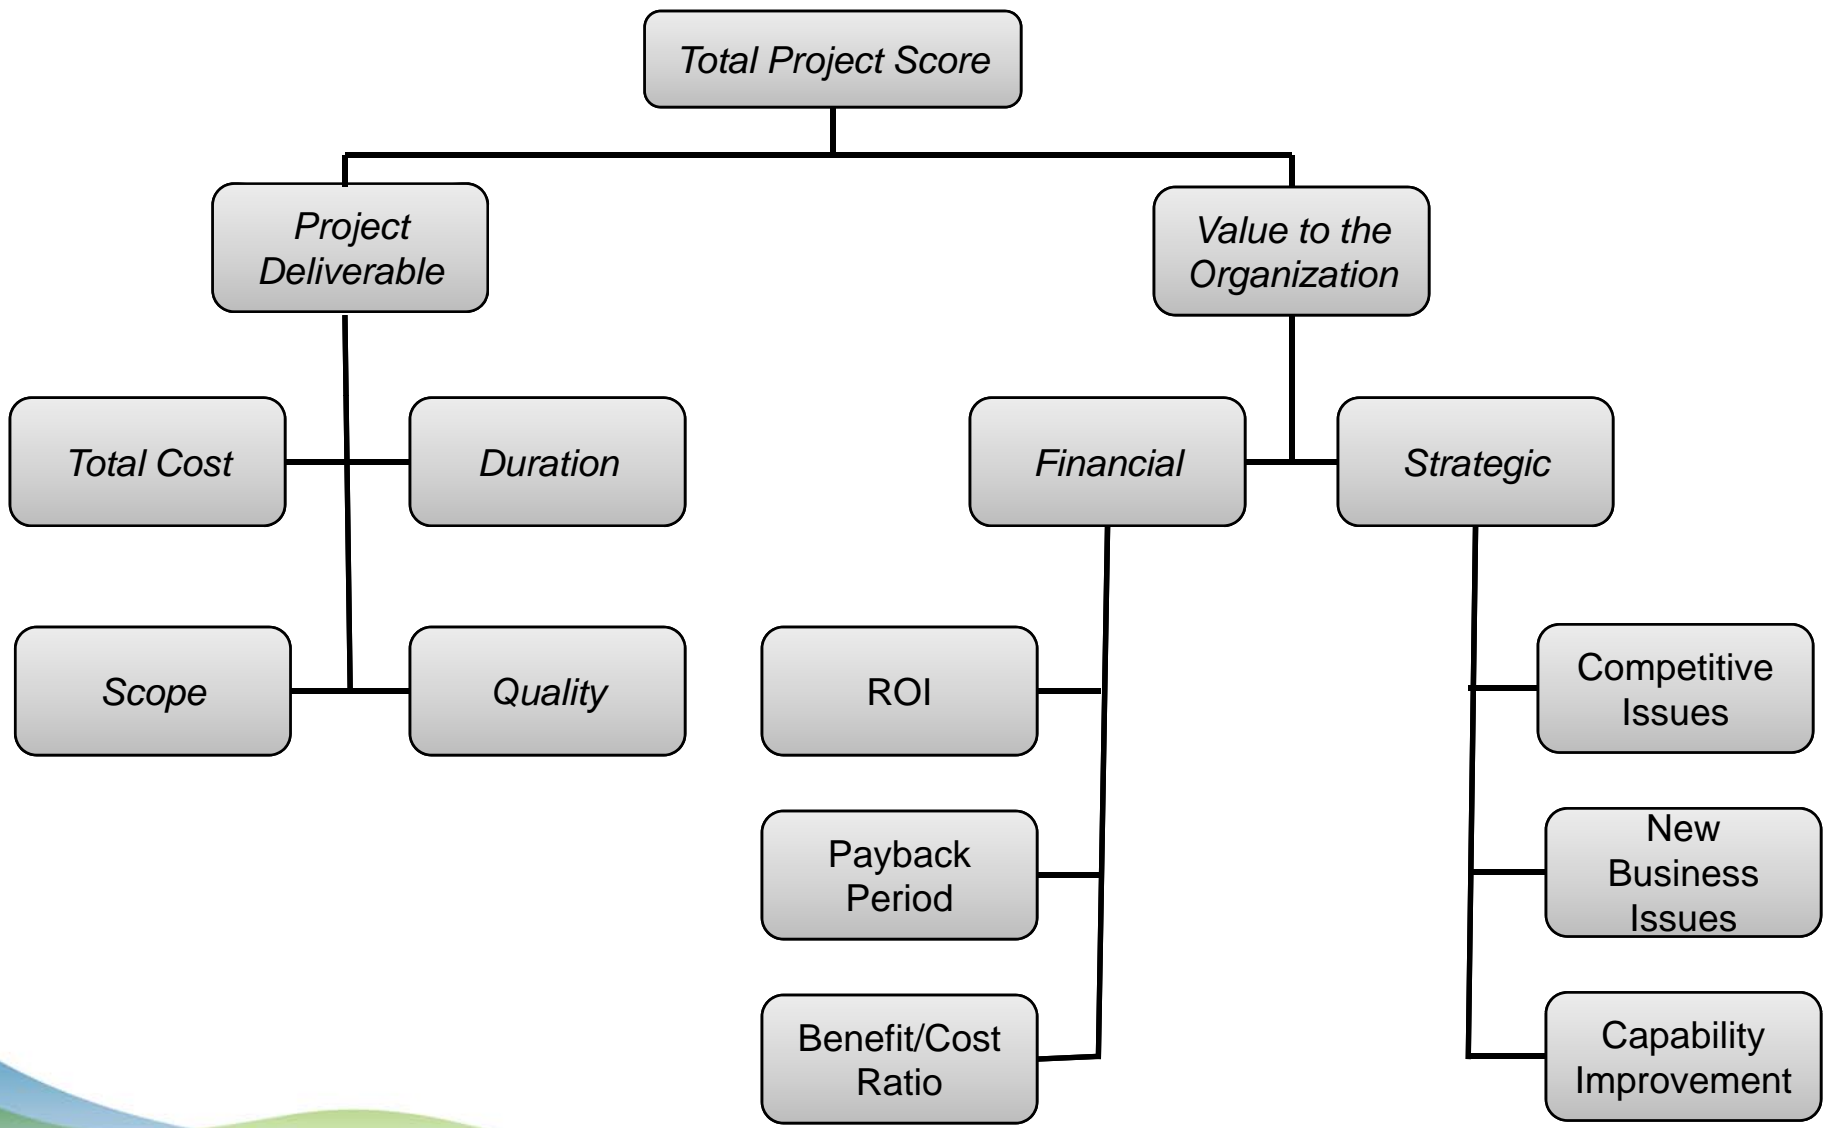 Total Project Score
Project
Deliverable
Value to the
Organization
Total Cost
Duration
Financial
Strategic
Scope
Quality
ROI
Competitive
Issues
Payback
Period
New
Business
Issues
Benefit/Cost
Ratio
Capability
Improvement